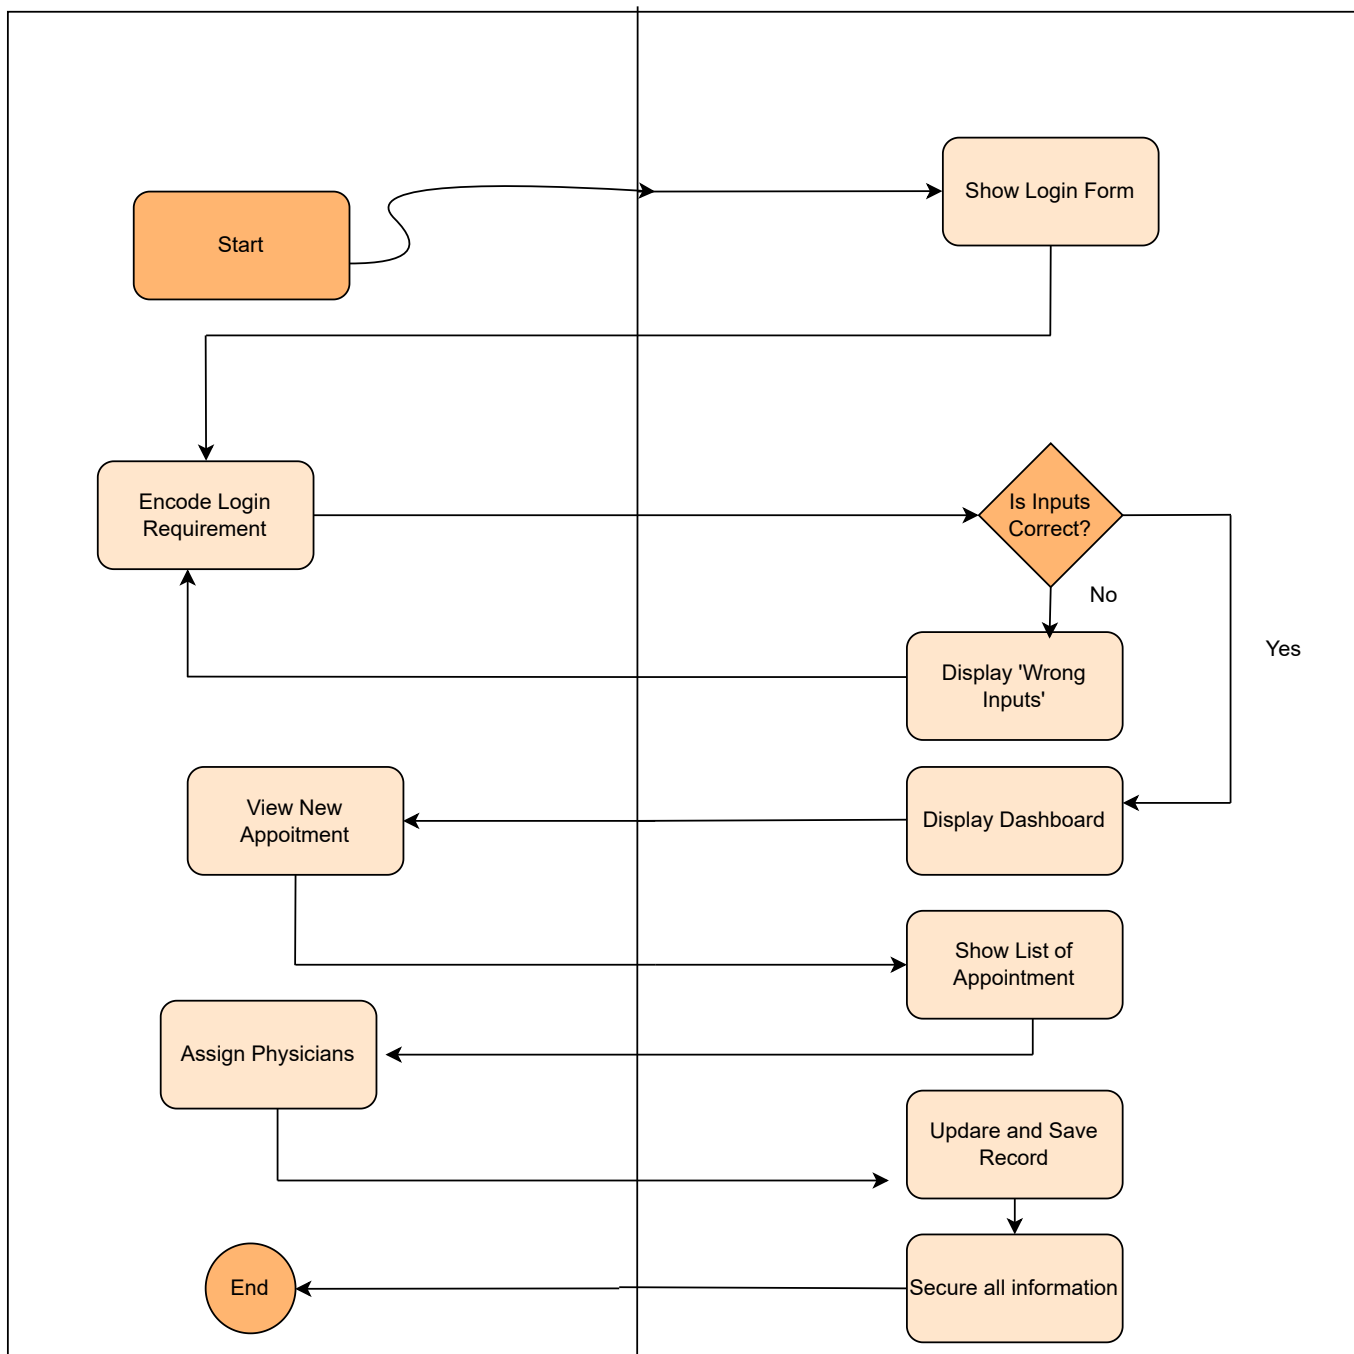 Show Login Form
Start
Encode Login
Requirement
Is Inputs
Correct?
No
Yes
Display 'Wrong
Inputs'
View New
Appoitment
Display Dashboard
Show List of
Appointment
Assign Physicians
Updare and Save
Record
End
Secure all information